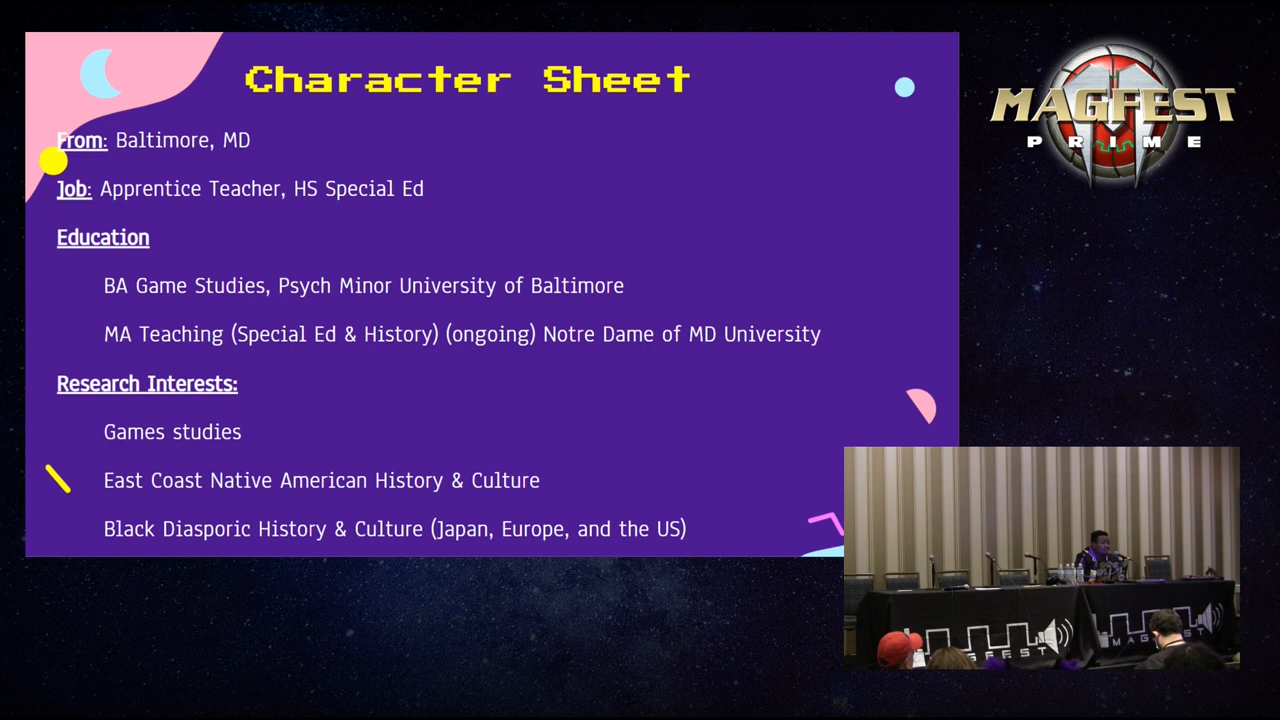 Character Sheet
From: Baltimore, MD
Job: Apprentice Teacher, HS Special Ed
Education
BA Game Studies, Psych Minor University of Baltimore
MA Teaching (Special Ed & History) (ongoing) Notre Dame of MD University
Research Interests:
Games studies
East Coast Native American History & Culture
Black Diasporic History & Culture (Japan, Europe, and the US)
MAGFEST
PRIME
MAGFEST
MAGFEST